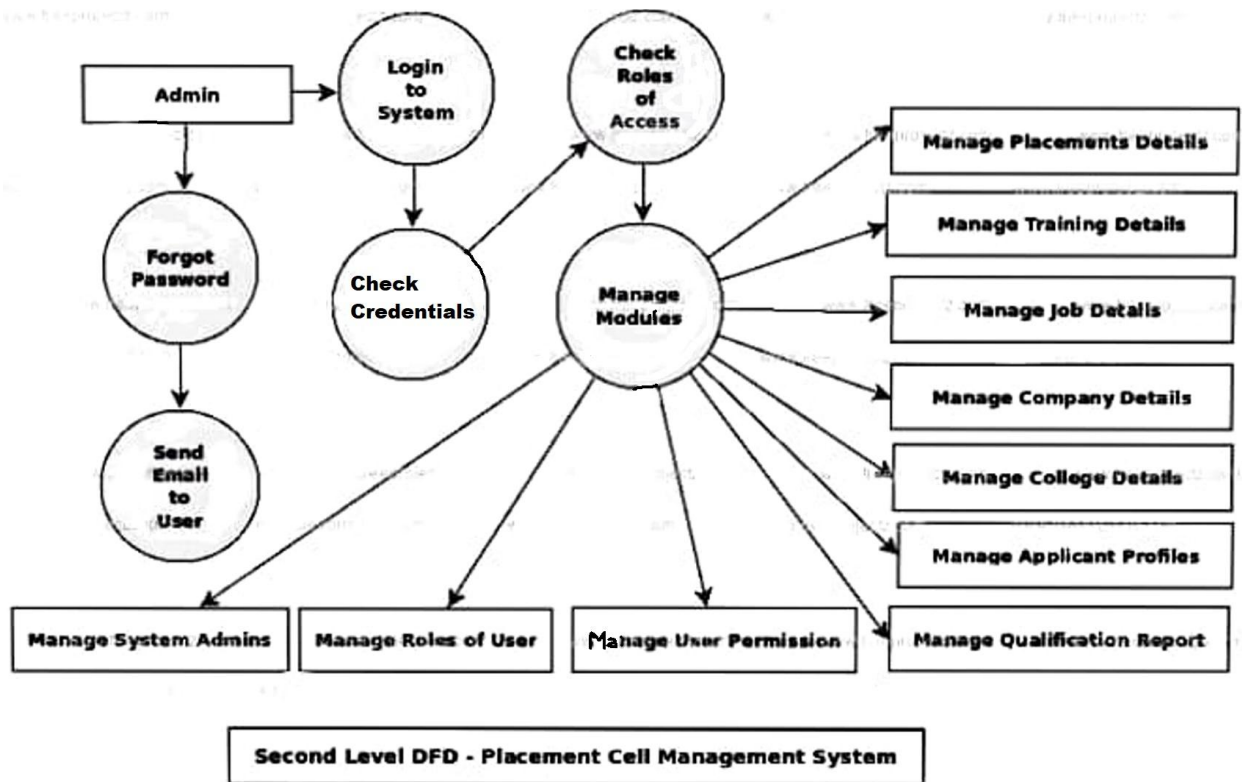 Admin
Login
to
System
Check
Roles
of
Access
Forgot
Password
Check
Credentials
Manage
Modules
Send
Email
to
User
Manage Placements Details
Manage Training Details
Manage Job Details
Manage Company Details
Manage College Details
Manage Applicant Profiles
Manage Qualification Report
Manage System Admins
Manage Roles of User
Manage User Permission
Second Level DFD - Placement Cell Management System